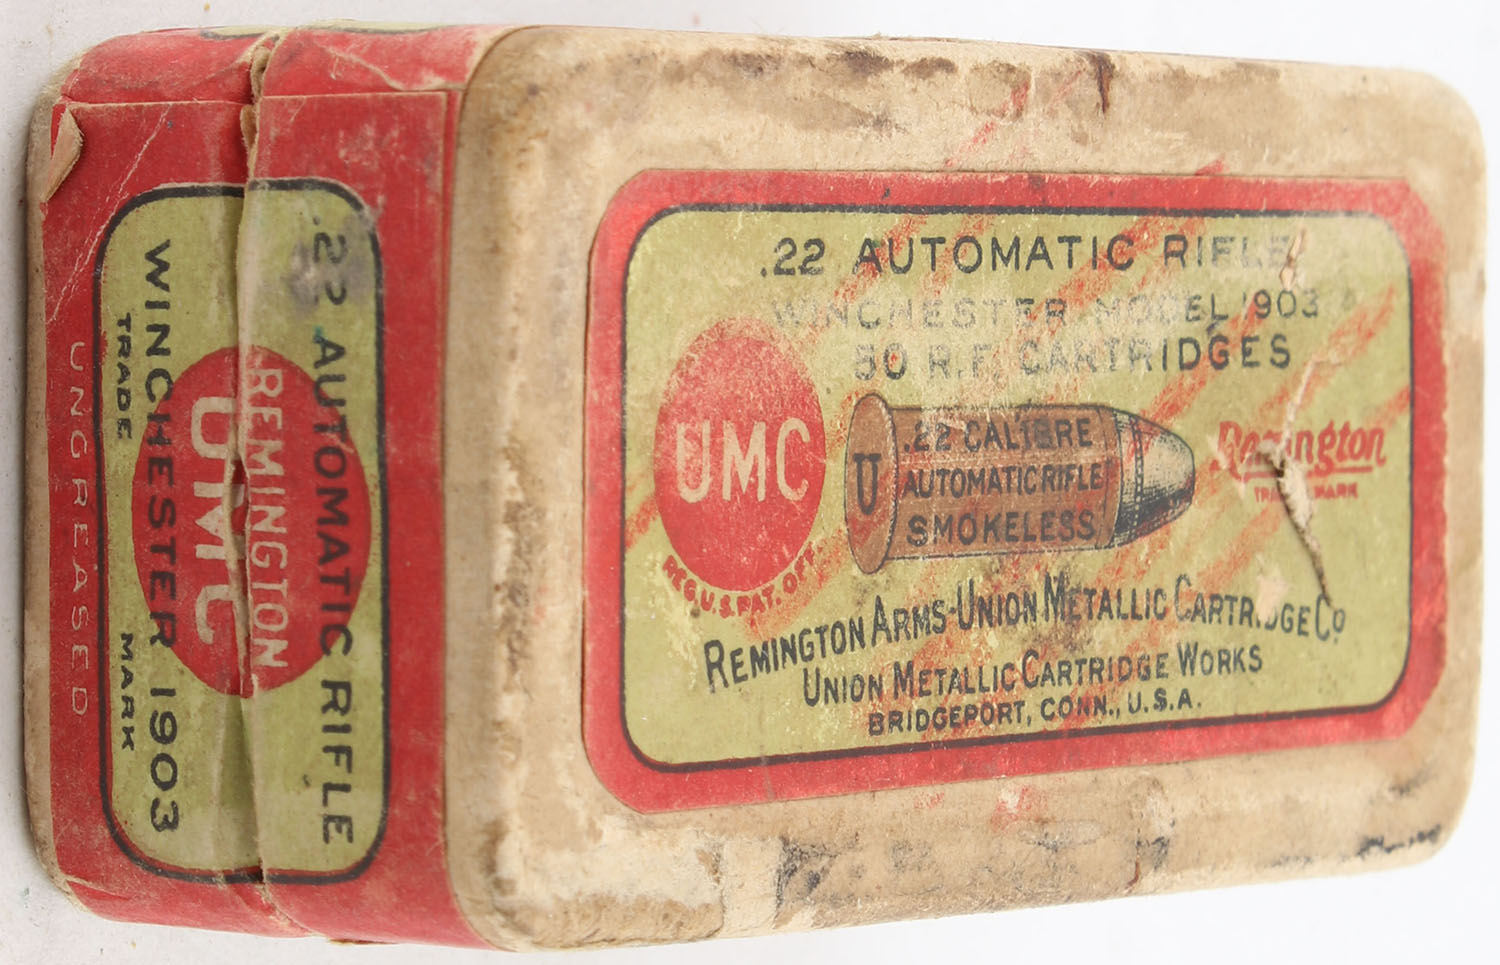 .22 AUTOMATIC RIFLE
WINCHESTER MODEL 1903
50 R.F. CARTRIDGES
UMC
REG. U.S. PAT. OFF.
U
.22 CALIBRE
AUTOMATIC RIFLE
SMOKELESS
Remington
TRADE MARK
REMINGTON ARMS-UNION METALLIC CARTRIDGE CO
UNION METALLIC CARTRIDGE WORKS
BRIDGEPORT, CONN., U.S.A.
.22 AUTOMATIC RIFLE
REMINGTON
UMC
WINCHESTER 1903
TRADE MARK
UNGREASED